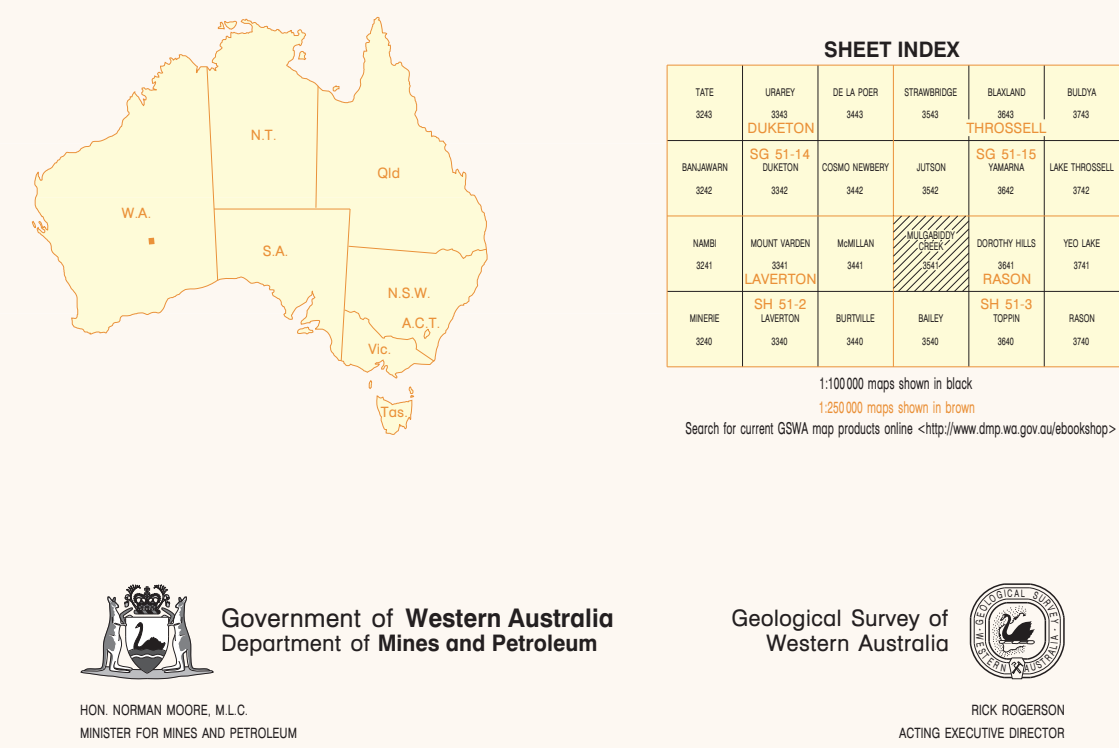 N.T.
Qld
W.A.
S.A.
N.S.W.
A.C.T.
Vic.
Tas.
SHEET INDEX
TATE URAREY DE LA POER STRAWBRIDGE BLAXLAND BULDYA
3243 3343 3443 3543 3643 3743
DUKETON THROSSELL
SG 51-14 SG 51-15
BANJAWARN DUKETON COSMO NEWBERY JUTSON YAMARNA LAKE THROSSELL
3242 3342 3442 3542 3642 3742
NAMBI MOUNT VARDEN McMILLAN MULGABIDDY CREEK DOROTHY HILLS YEO LAKE
3241 3341 3441 3541 3641 3741
LAVERTON RASON
SH 51-2 SH 51-3
MINERIE LAVERTON BURTVILLE BAILEY TOPPIN RASON
3240 3340 3440 3540 3640 3740
1:100 000 maps shown in black
1:250 000 maps shown in brown
Search for current GSWA map products online <http://www.dmp.wa.gov.au/ebookshop>
Government of Western Australia
Department of Mines and Petroleum
HON. NORMAN MOORE, M.L.C.
MINISTER FOR MINES AND PETROLEUM
Geological Survey of
Western Australia
GEOLOGICAL SURVEY
WESTERN AUSTRALIA
RICK ROGERSON
ACTING EXECUTIVE DIRECTOR